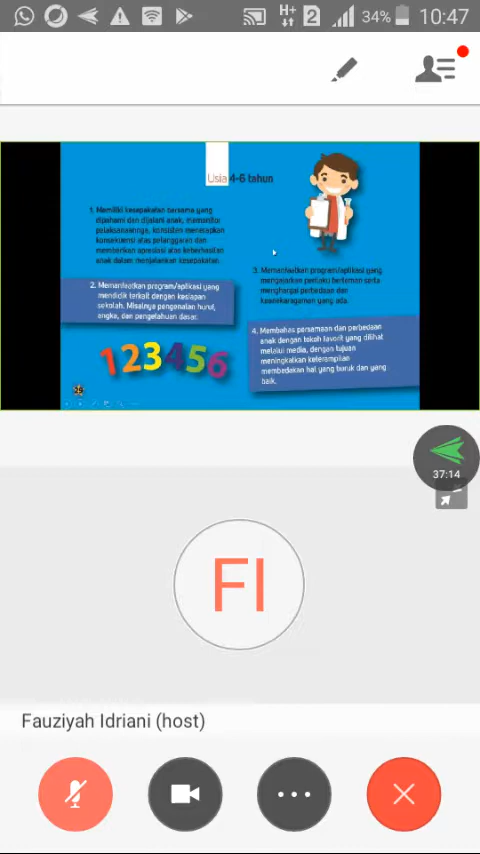 H+
2
34%
10:47
Usia 4-6 tahun
1. Memiliki kesepakatan bersama yang
dipahami dan dijalani anak, memonitor
pelaksanaannya, konsisten menerapkan
konsekuensi atas pelanggaran dan
memberikan apresiasi atas keberhasilan
anak dalam menjalankan kesepakatan.
2. Memanfaatkan program/aplikasi yang
mendidik terkait dengan kesiapan
sekolah. Misalnya pengenalan huruf,
angka, dan pengetahuan dasar.
123456
3. Memanfaatkan program/aplikasi yang
mengajarkan perilaku berteman serta
menghargai perbedaan dan
keanekaragaman yang ada.
4. Membahas persamaan dan perbedaan
anak dengan tokoh favorit yang dilihat
melalui media, dengan tujuan
meningkatkan keterampilan
membedakan hal yang buruk dan yang
baik.
37:14
FI
Fauziyah Idriani (host)